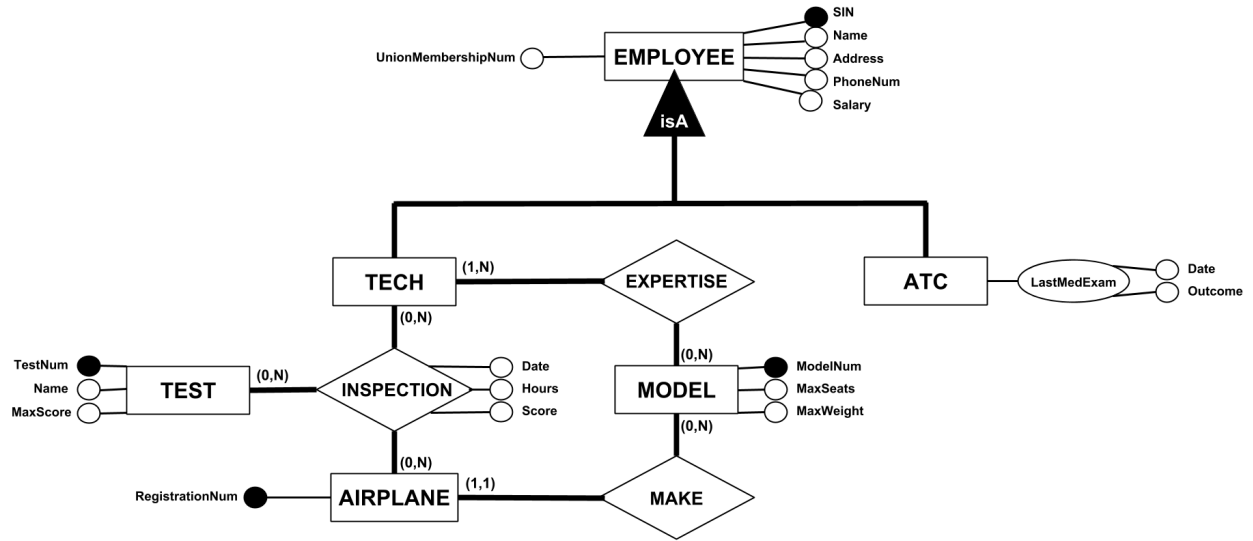 SIN
Name
UnionMembershipNum
EMPLOYEE
Address
PhoneNum
Salary
isA
TECH
(1,N)
EXPERTISE
ATC
LastMedExam
Date
Outcome
(0,N)
(0,N)
TestNum
Name
MaxScore
TEST
(0,N)
INSPECTION
Date
Hours
Score
MODEL
ModelNum
MaxSeats
MaxWeight
(0,N)
(0,N)
RegistrationNum
AIRPLANE
(1,1)
MAKE